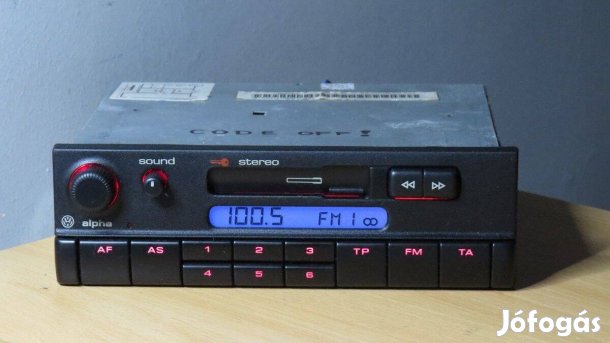 CODE OFF!
sound stereo
100.5 FM1
alpha
AF AS 1 2 3 TP FM TA
4 5 6
Jófogás